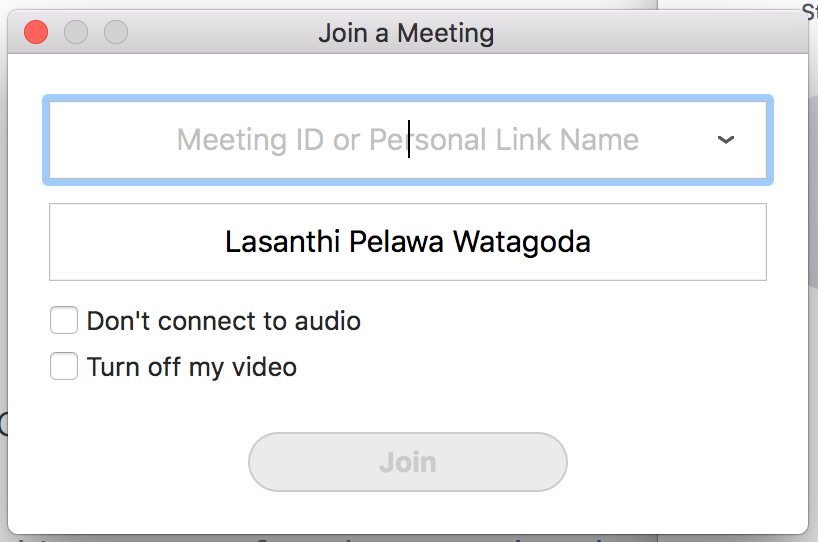 Join a Meeting
Meeting ID or Personal Link Name
Lasanthi Pelawa Watagoda
Don't connect to audio
Turn off my video
Join